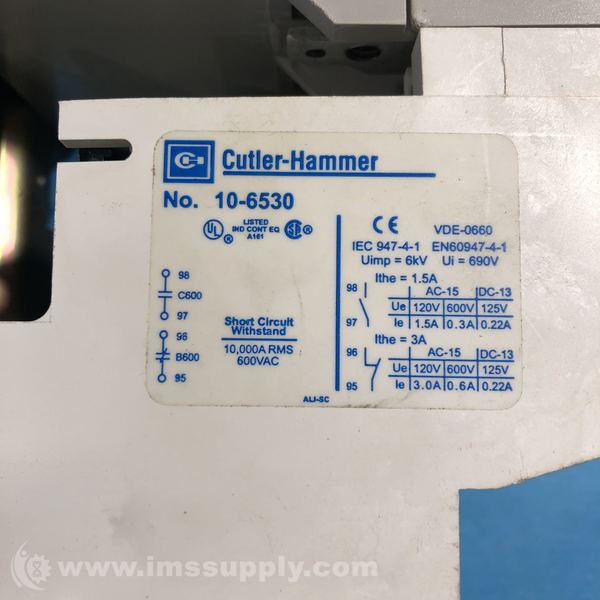 Cutler-Hammer
No. 10-6530
UL ® LISTED IND CONT EQ A161 SA ®
CE VDE-0660
IEC 947-4-1 EN60947-4-1
Uimp = 6kV Ui = 690V
98
C600
97
96
B600
95
Short Circuit
Withstand
10,000A RMS
600VAC
Ithe = 1.5A
98
AC-15 DC-13
Ue 120V 600V 125V
97 Ie 1.5A 0.3A 0.22A
Ithe = 3A
96
AC-15 DC-13
Ue 120V 600V 125V
95 Ie 3.0A 0.6A 0.22A
ALI-SC
www.imssupply.com